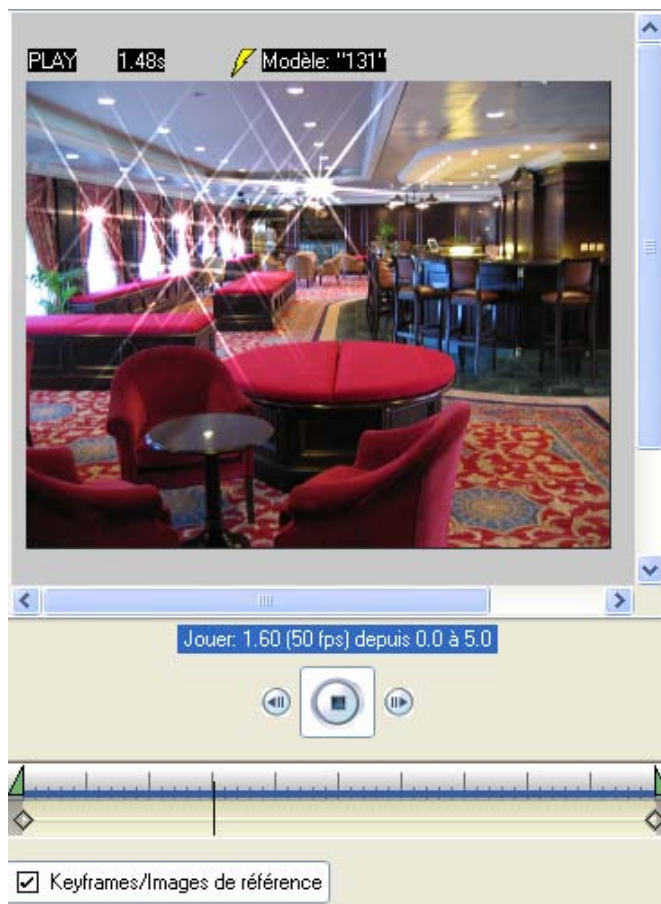 PLAY 1.48s Modèle: "131"
Jouer: 1.60 (50 fps) depuis 0.0 à 5.0
Keyframes/Images de référence